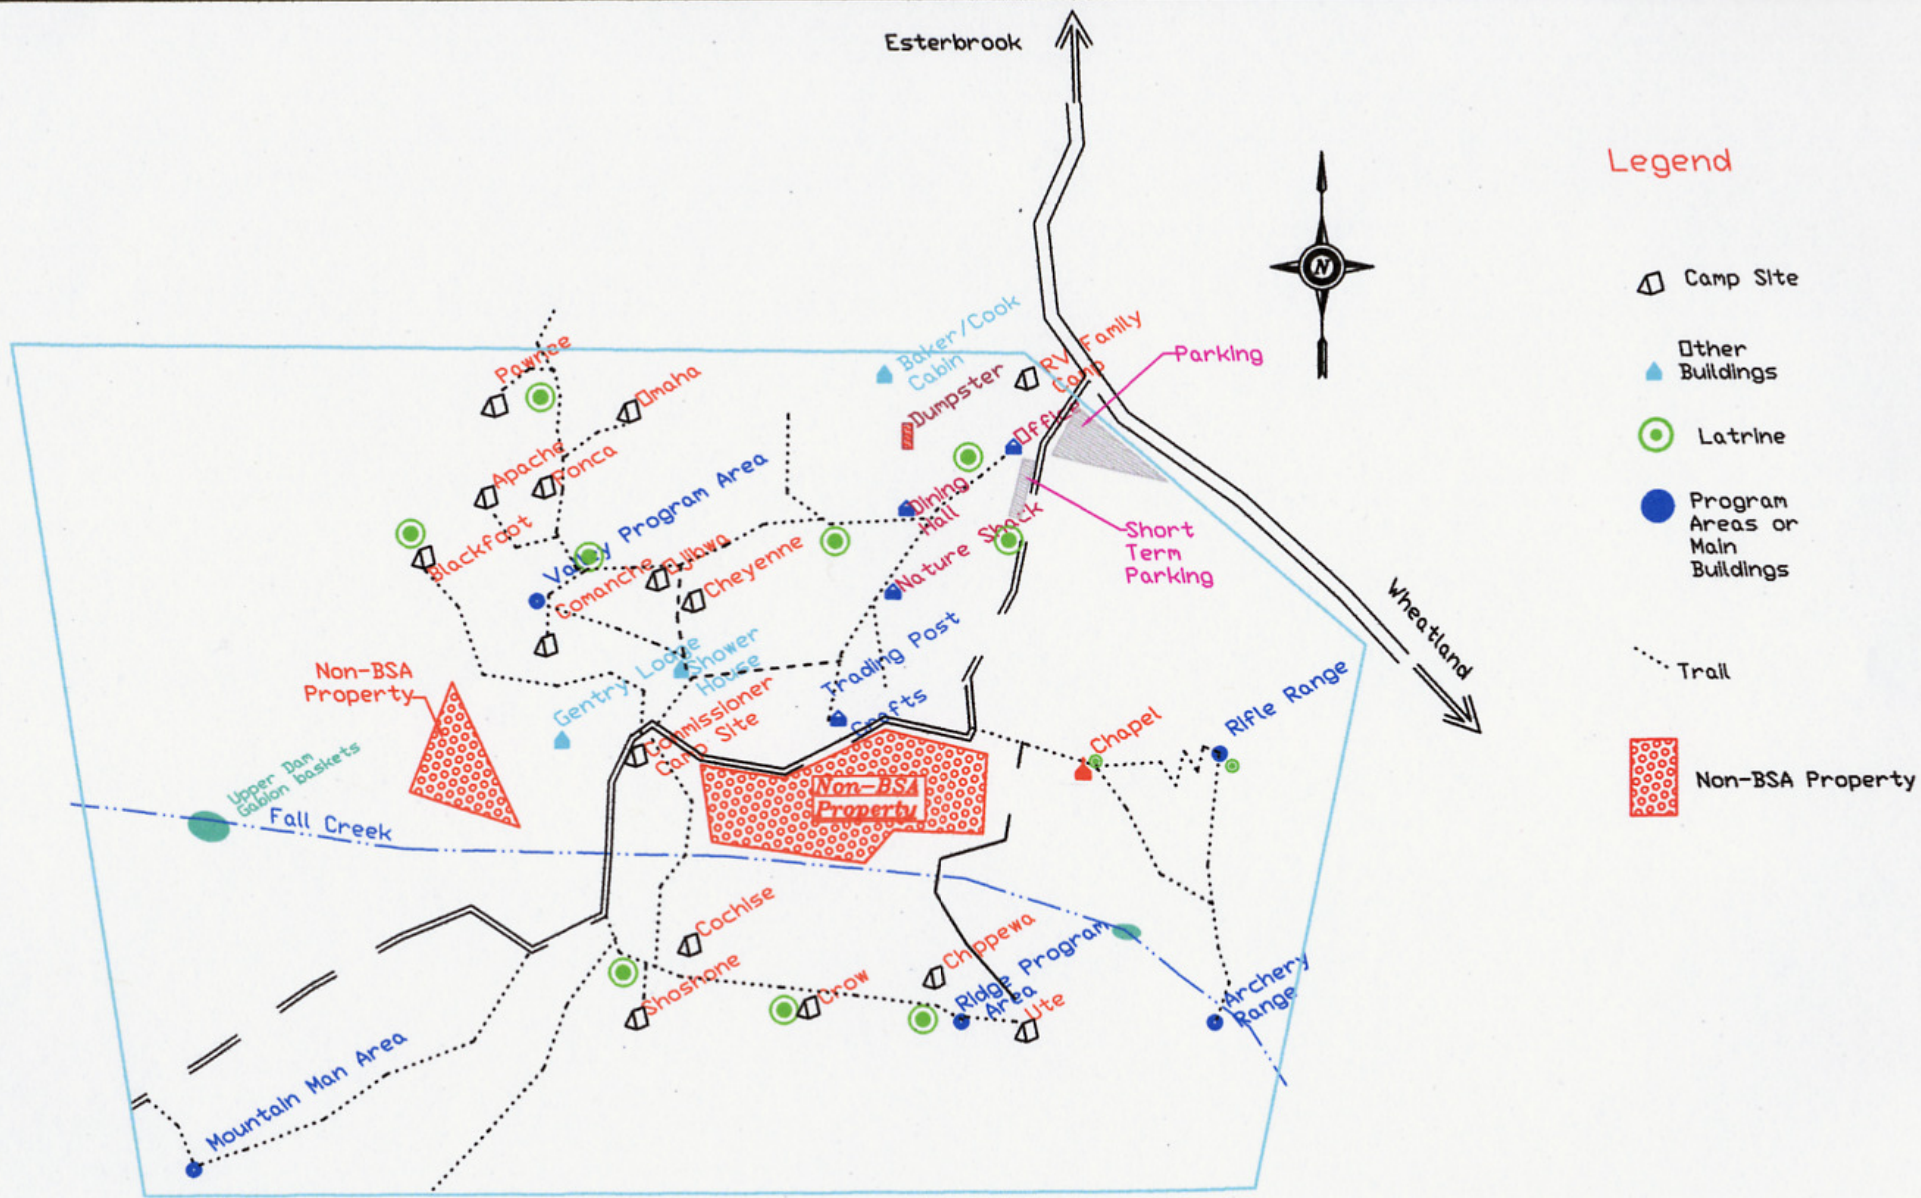 Esterbrook
Legend
N
Camp Site
Other
Buildings
Latrine
Program
Areas or
Main
Buildings
Trail
Non-BSA Property
Baker/Cook
Cabin
RV Family
Camp
Parking
Pawnee
Omaha
Dumpster
Office
Apache
Ponca
Valley Program Area
Dining
Hall
Blackfoot
Nature Shack
Short
Term
Parking
Comanche
Ojibwa
Cheyenne
Wheatland
Gentry Lodge
Shower
House
Trading Post
Non-BSA
Property
Commissioner
Camp Site
Crafts
Chapel
Rifle Range
Upper Dam
Gabion baskets
Fall Creek
Non-BSA
Property
Cochise
Chippewa
Shoshone
Crow
Ridge Program
Area
Ute
Archery
Range
Mountain Man Area